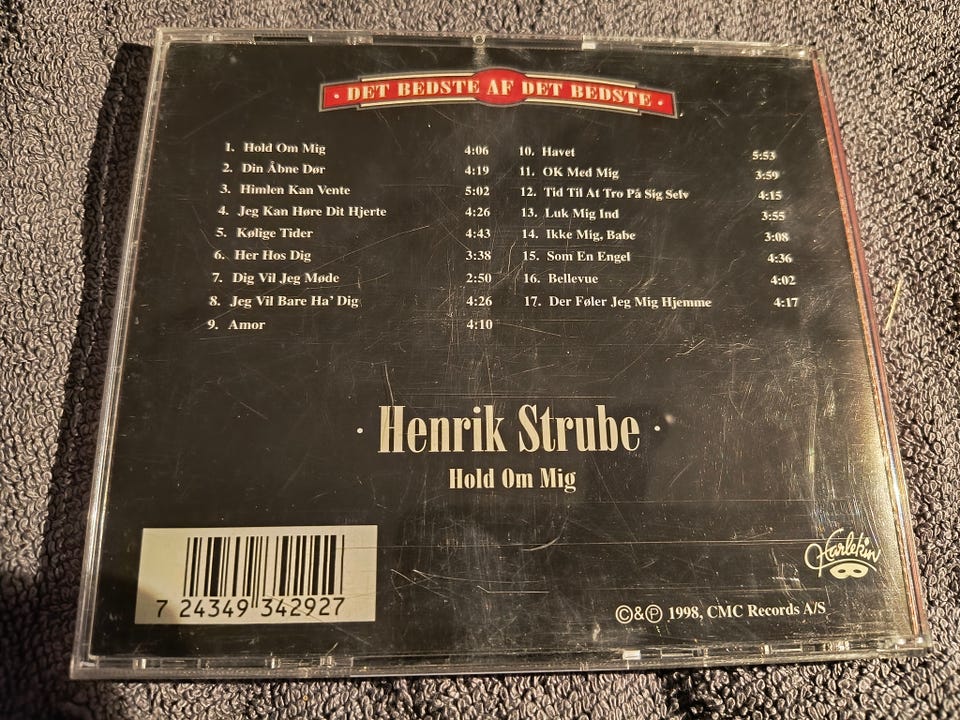 · DET BEDSTE AF DET BEDSTE ·
1. Hold Om Mig 4:06
2. Din Åbne Dør 4:19
3. Himlen Kan Vente 5:02
4. Jeg Kan Høre Dit Hjerte 4:26
5. Kølige Tider 4:43
6. Her Hos Dig 3:38
7. Dig Vil Jeg Møde 2:50
8. Jeg Vil Bare Ha' Dig 4:26
9. Amor 4:10
10. Havet 5:53
11. OK Med Mig 3:59
12. Tid Til At Tro På Sig Selv 4:15
13. Luk Mig Ind 3:55
14. Ikke Mig, Babe 3:08
15. Som En Engel 4:36
16. Bellevue 4:02
17. Der Føler Jeg Mig Hjemme 4:17
· Henrik Strube ·
Hold Om Mig
Harlekin
7 24349 342927
©&℗ 1998, CMC Records A/S